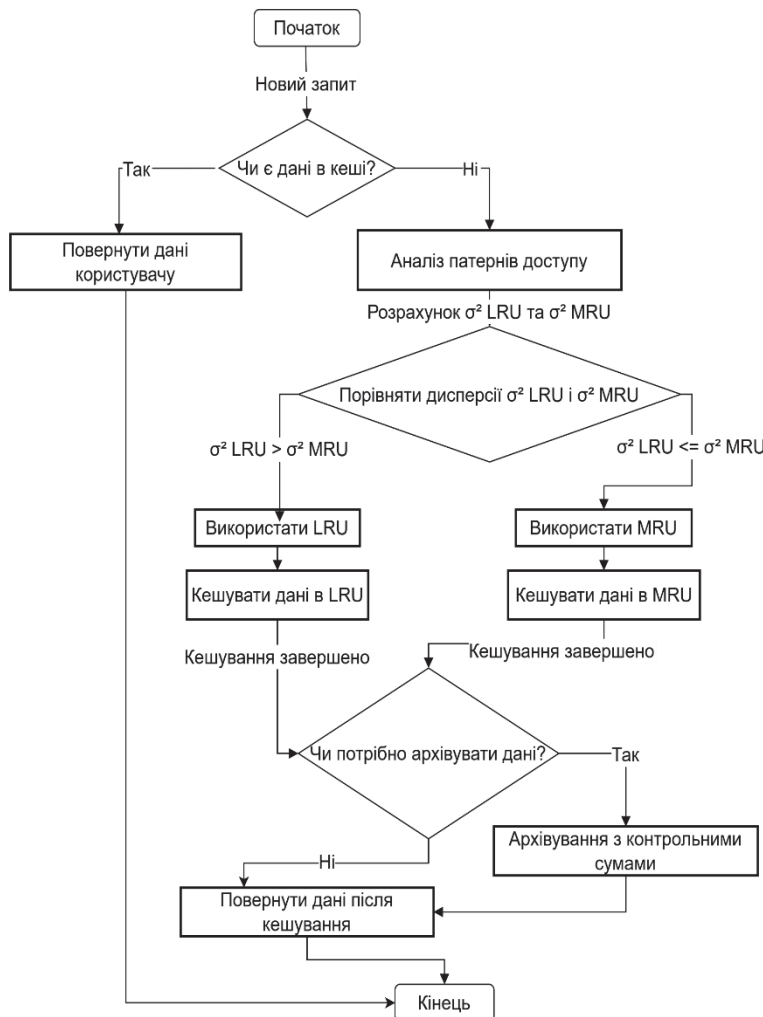 Початок
Новий запит
Чи є дані в кеші?
Так
Ні
Повернути дані
користувачу
Аналіз патернів доступу
Розрахунок σ² LRU та σ² MRU
Порівняти дисперсії σ² LRU і σ² MRU
σ² LRU > σ² MRU
σ² LRU <= σ² MRU
Використати LRU
Використати MRU
Кешувати дані в LRU
Кешувати дані в MRU
Кешування завершено
Кешування завершено
Чи потрібно архівувати дані?
Так
Архівування з контрольними
сумами
Ні
Повернути дані після
кешування
Кінець